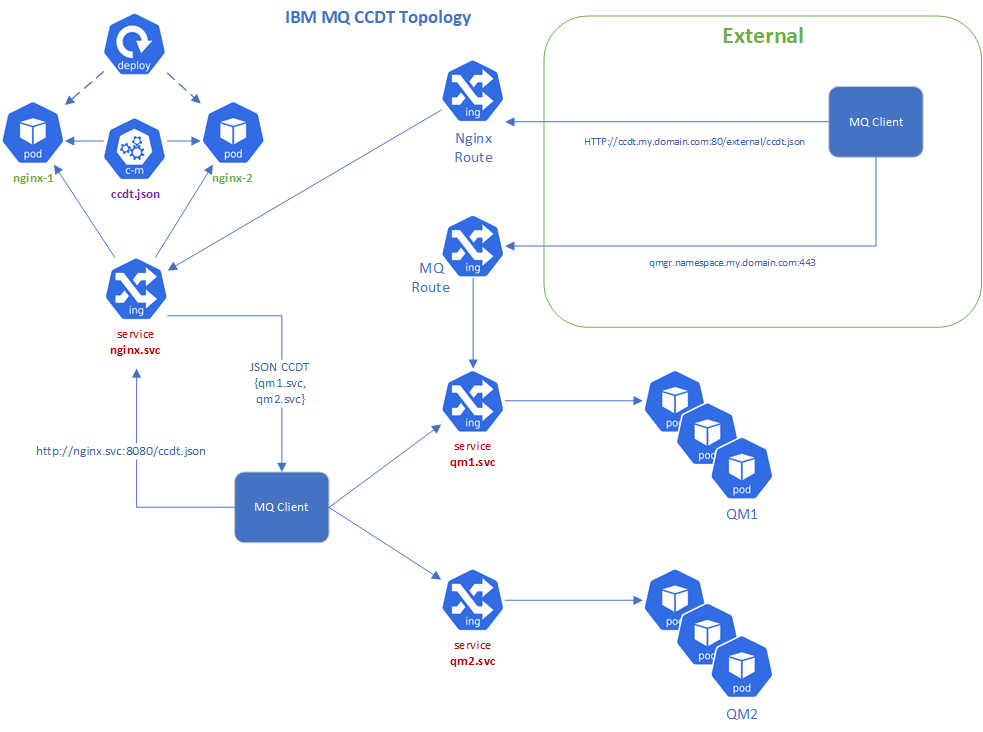 IBM MQ CCDT Topology
External
deploy
pod
nginx-1
c-m
ccdt.json
pod
nginx-2
ing
Nginx
Route
HTTP://ccdt.my.domain.com:80/external/ccdt.json
MQ Client
ing
MQ
Route
qmgr.namespace.my.domain.com:443
ing
service
nginx.svc
JSON CCDT
{qm1.svc,
qm2.svc}
http://nginx.svc:8080/ccdt.json
MQ Client
ing
service
qm1.svc
pod
pod
pod
QM1
ing
service
qm2.svc
pod
pod
pod
QM2